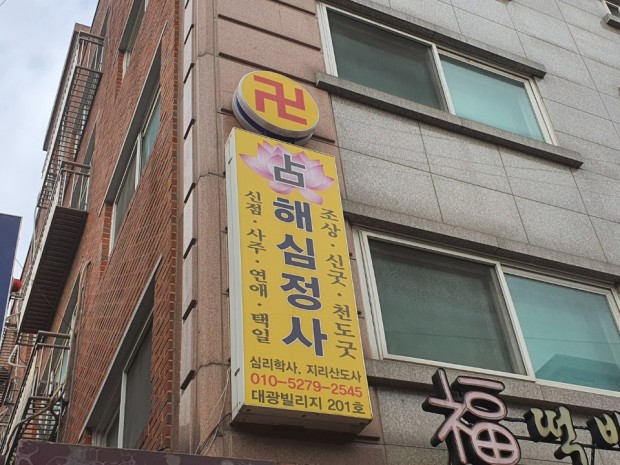 卍
占
해심정사
조상·신굿·천도굿
신점·사주·연애·택일
심리학사. 지리산도사
010-5279-2545
대광빌리지 201호
福떡